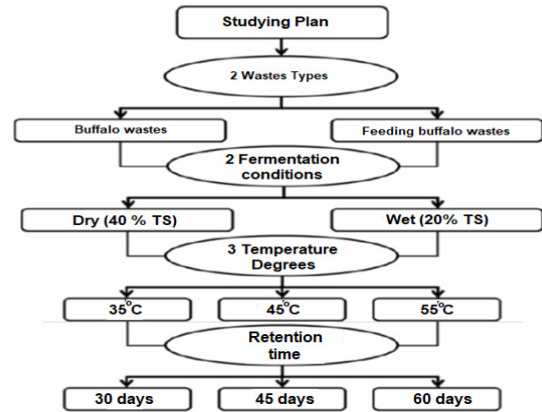 Studying Plan
2 Wastes Types
Buffalo wastes
Feeding buffalo wastes
2 Fermentation
conditions
Dry (40 % TS)
Wet (20% TS)
3 Temperature
Degrees
35°C
45°C
55°C
Retention
time
30 days
45 days
60 days